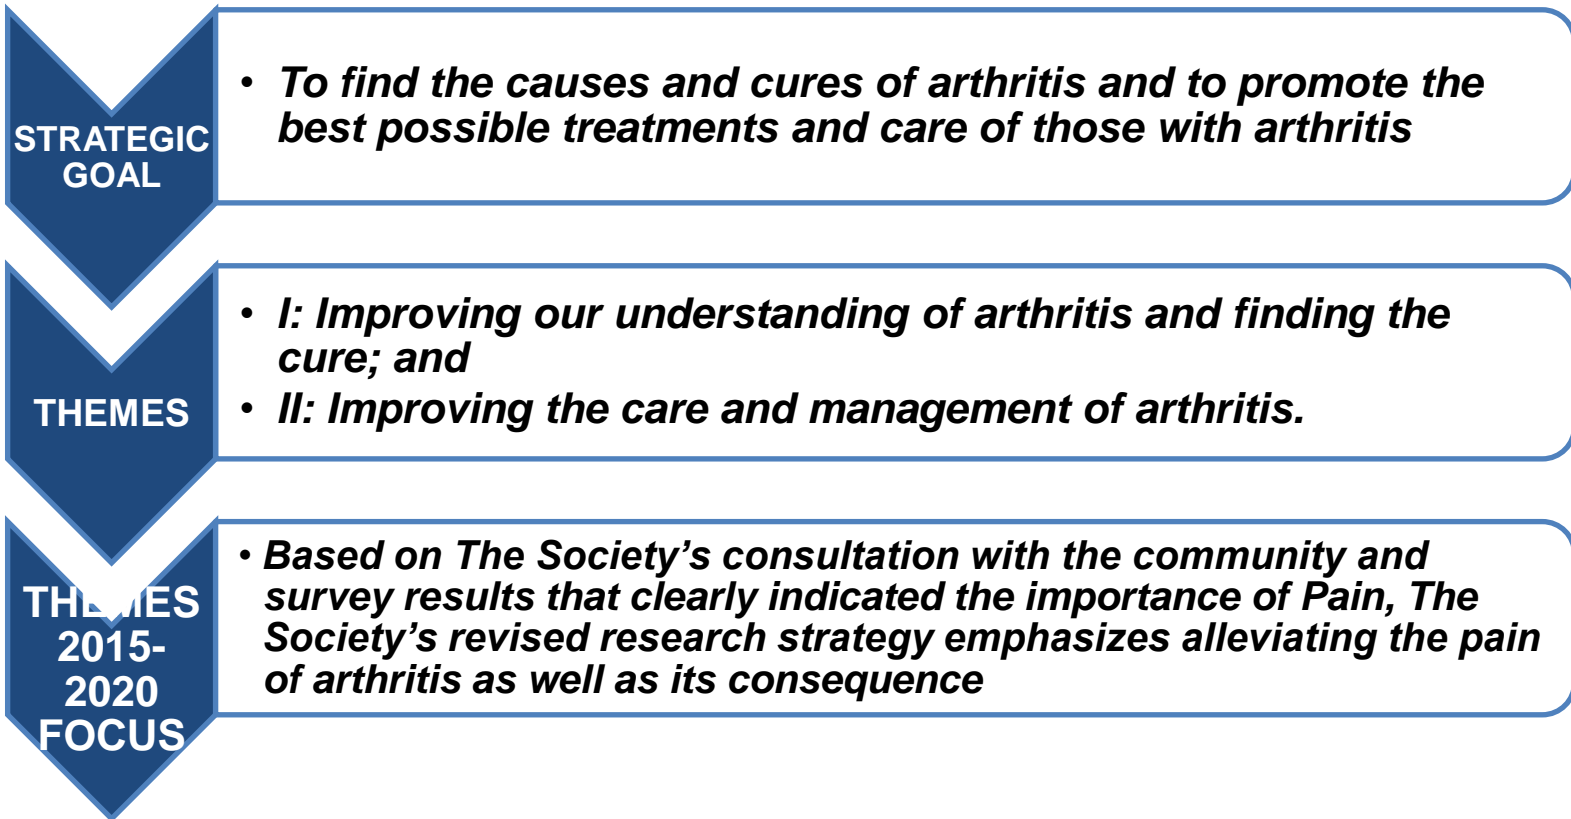 STRATEGIC
GOAL
• To find the causes and cures of arthritis and to promote the
best possible treatments and care of those with arthritis
THEMES
• I: Improving our understanding of arthritis and finding the
cure; and
• II: Improving the care and management of arthritis.
THEMES
2015-
2020
FOCUS
• Based on The Society’s consultation with the community and
survey results that clearly indicated the importance of Pain, The
Society’s revised research strategy emphasizes alleviating the pain
of arthritis as well as its consequence